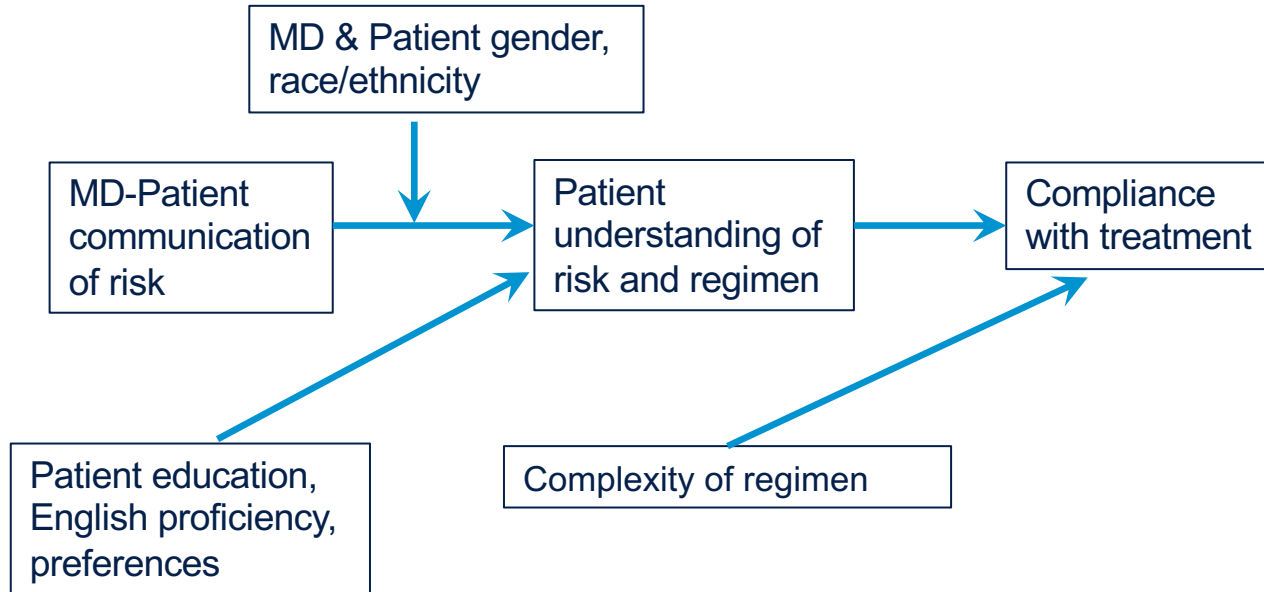 MD & Patient gender,
race/ethnicity
MD-Patient
communication
of risk
Patient
understanding of
risk and regimen
Compliance
with treatment
Patient education,
English proficiency,
preferences
Complexity of regimen